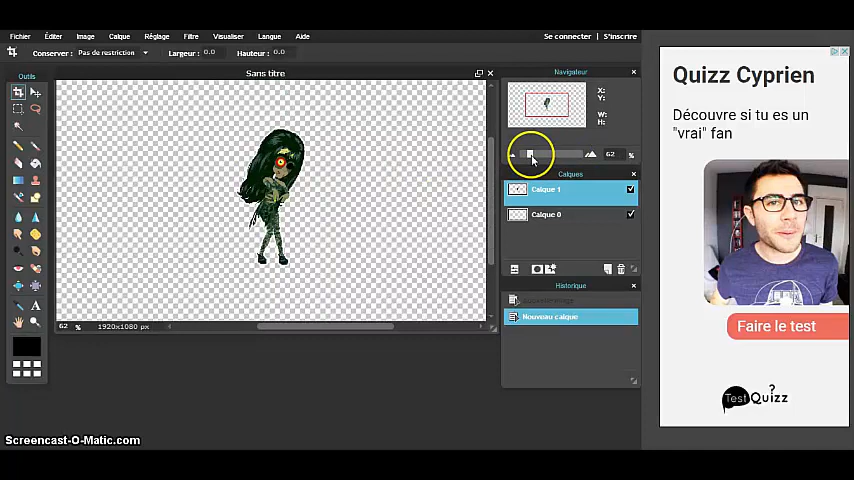 Fichier Éditer Image Calque Réglage Filtre Visualiser Langue Aide
Se connecter | S'inscrire
Conserver: Pas de restriction Largeur: 0.0 Hauteur: 0.0
Outils
Sans titre
62 % 1920x1080 px
Navigateur
X:
Y:
W:
H:
62 %
Calques
Calque 1
Calque 0
Historique
Nouveau calque
Quizz Cyprien
Découvre si tu es un
"vrai" fan
Faire le test
Test Quizz ?
Screencast-O-Matic.com